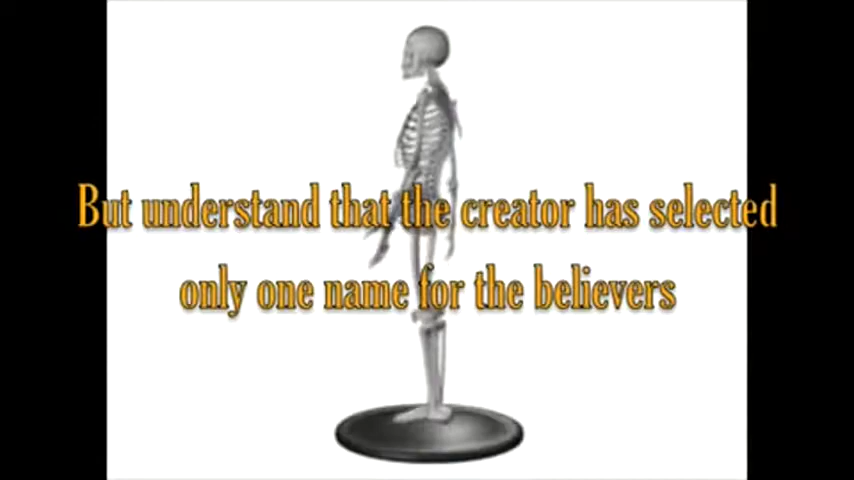 But understand that the creator has selected
only one name for the believers